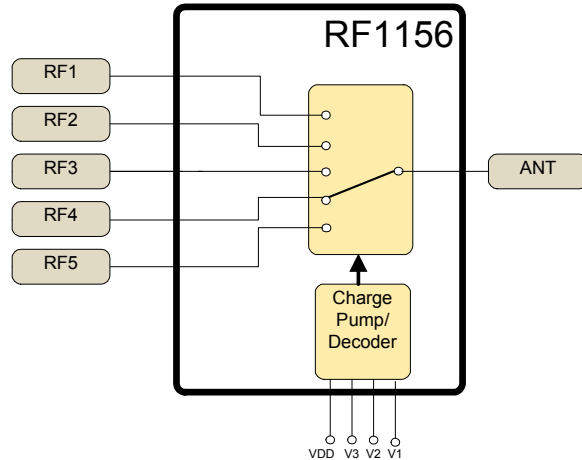 RF1156
RF1
RF2
RF3
RF4
RF5
ANT
Charge
Pump/
Decoder
VDD V3 V2 V1